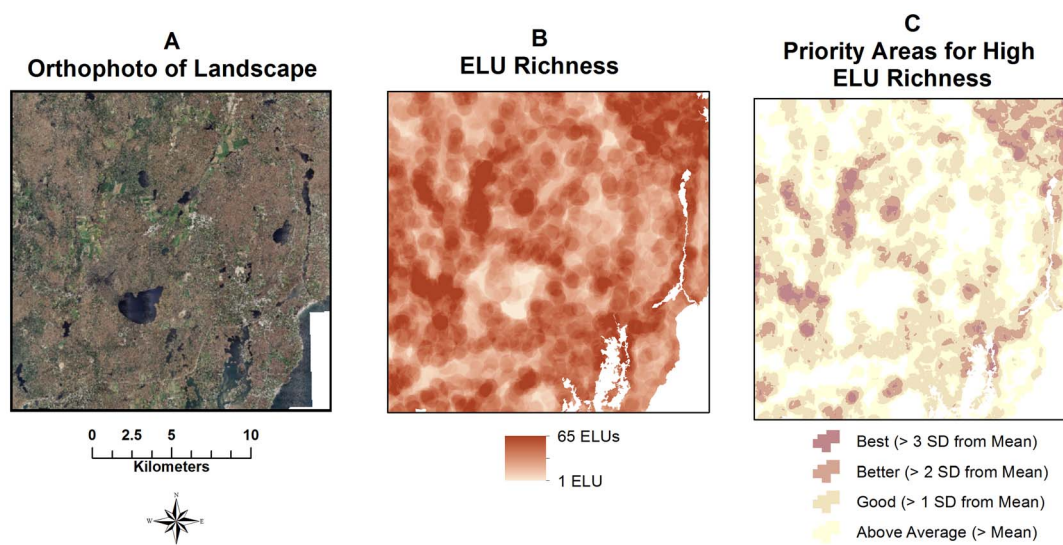 A
Orthophoto of Landscape
B
ELU Richness
C
Priority Areas for High
ELU Richness
0 2.5 5 10
Kilometers
N
W E
S
65 ELUs
1 ELU
Best (> 3 SD from Mean)
Better (> 2 SD from Mean)
Good (> 1 SD from Mean)
Above Average (> Mean)